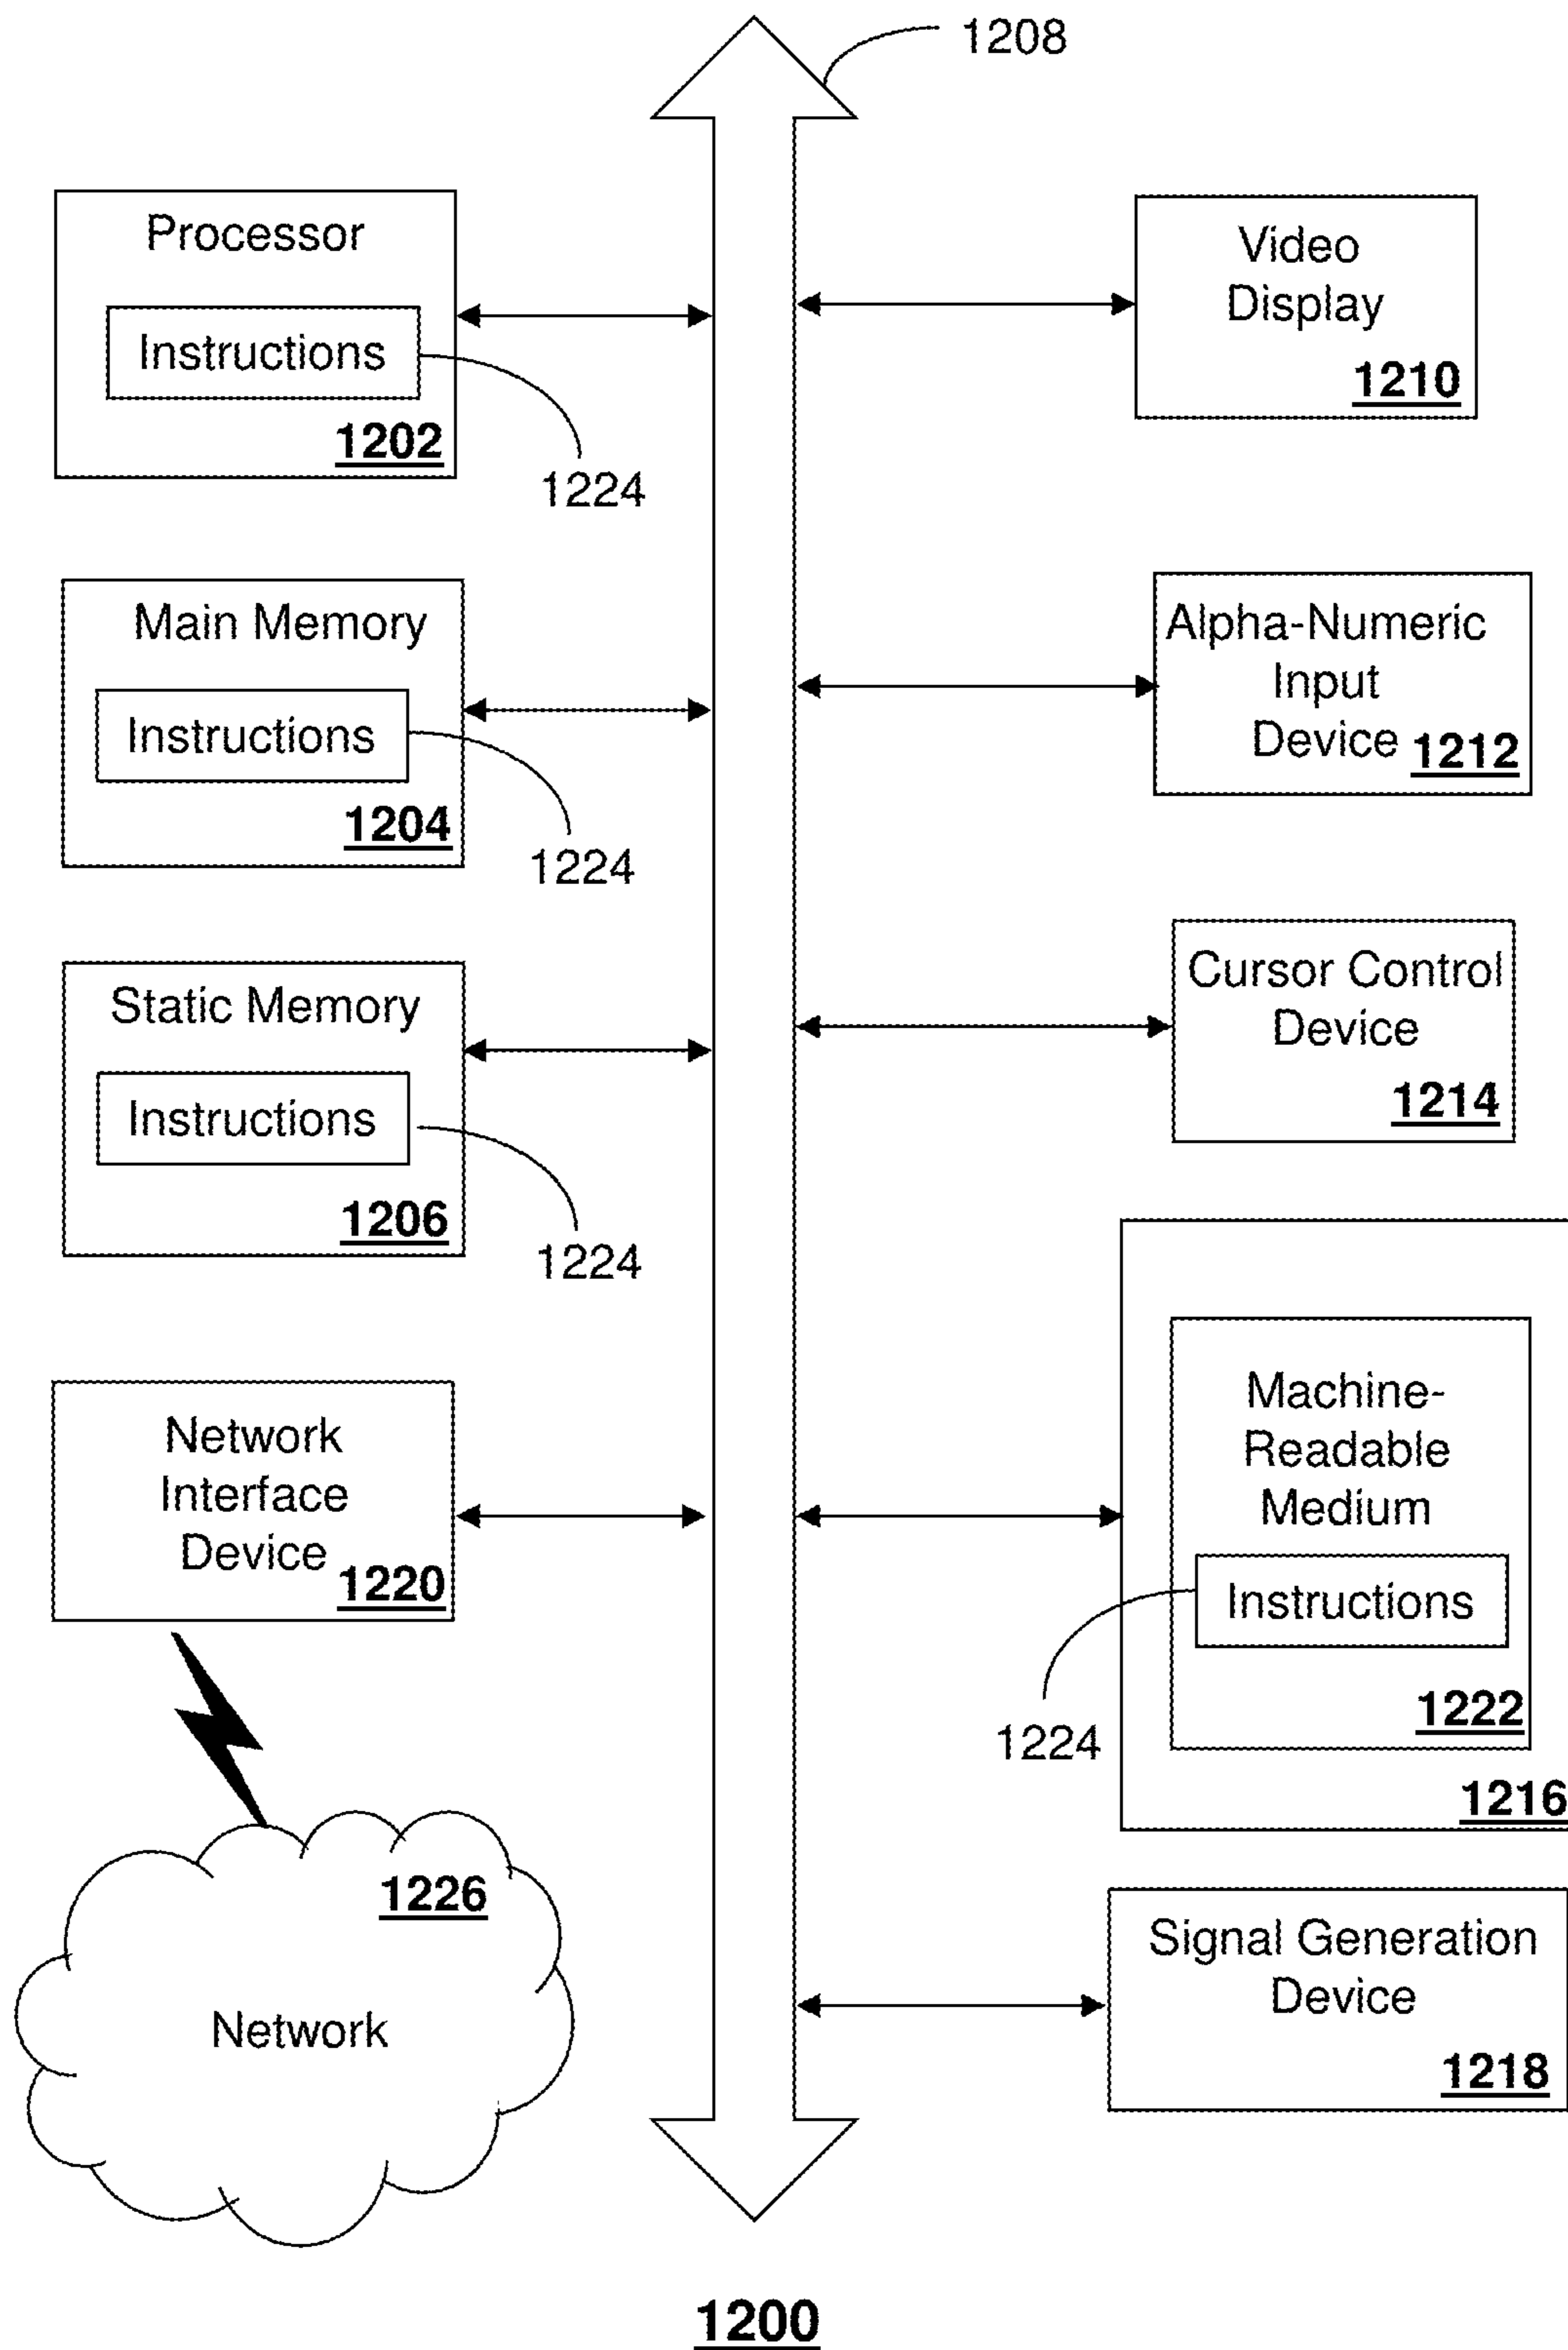 1208
Processor
Instructions
1202
1224
Main Memory
Instructions
1204
1224
Static Memory
Instructions
1206
1224
Network
Interface
Device
1220
1226
Network
Video
Display
1210
Alpha-Numeric
Input
Device 1212
Cursor Control
Device
1214
Machine-
Readable
Medium
Instructions
1222
1224
1216
Signal Generation
Device
1218
1200